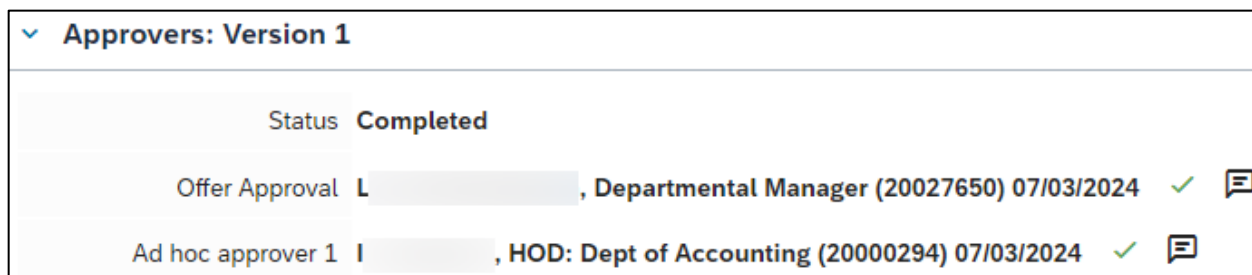 Approvers: Version 1
Status Completed
Offer Approval L , Departmental Manager (20027650) 07/03/2024
Ad hoc approver 1 I , HOD: Dept of Accounting (20000294) 07/03/2024